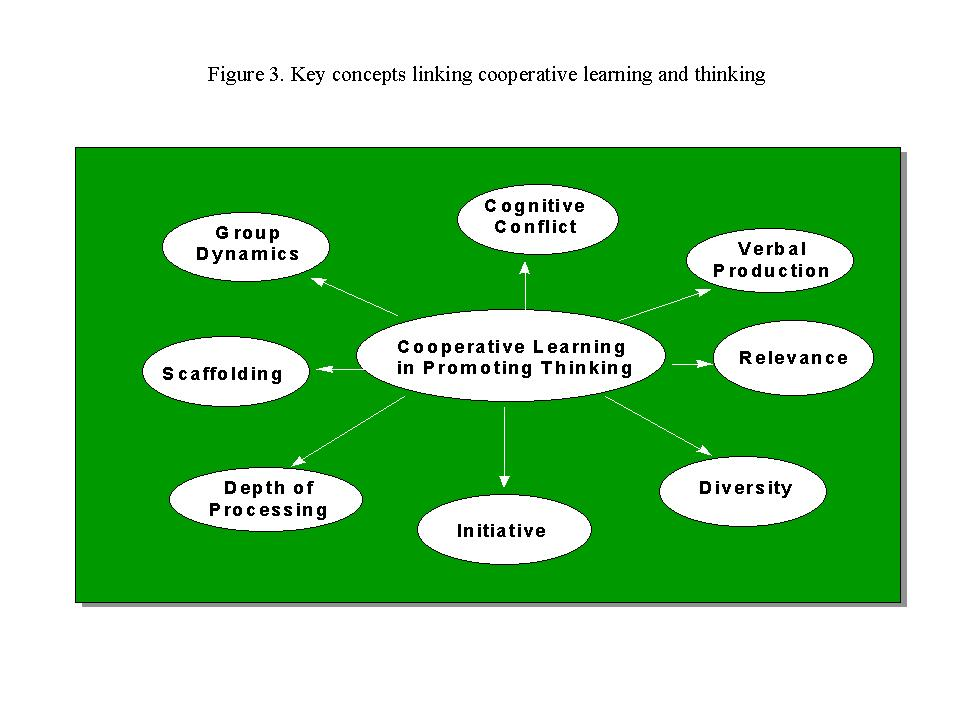 Figure 3. Key concepts linking cooperative learning and thinking
Cognitive
Conflict
Group
Dynamics
Verbal
Production
Cooperative Learning
in Promoting Thinking
Relevance
Scaffolding
Depth of
Processing
Diversity
Initiative